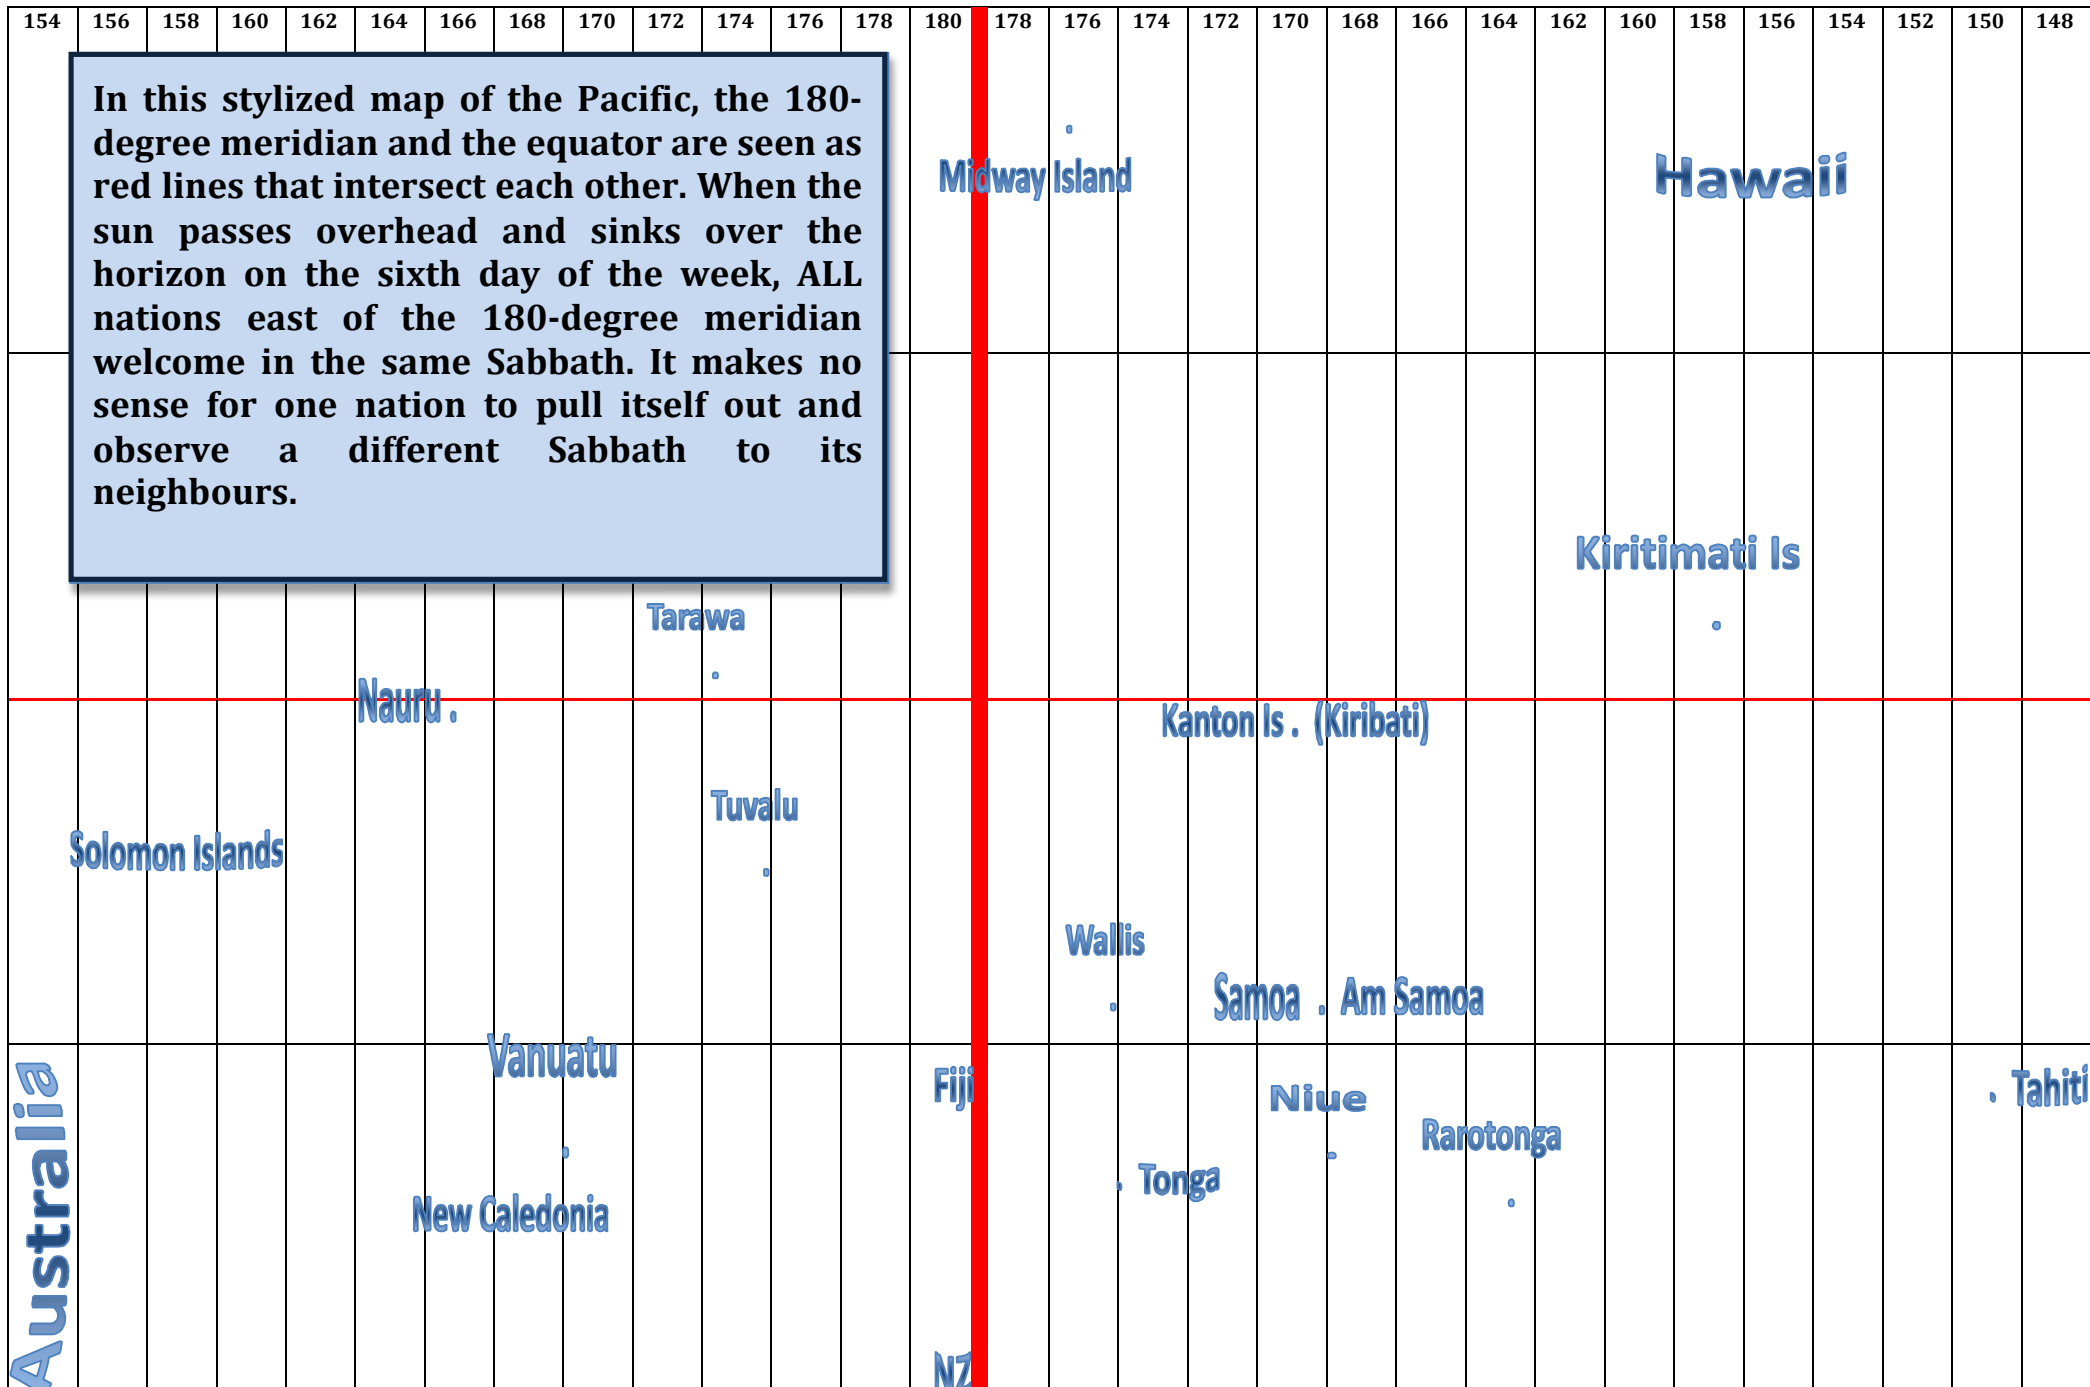 154 156 158 160 162 164 166 168 170 172 174 176 178 180 178 176 174 172 170 168 166 164 162 160 158 156 154 152 150 148
In this stylized map of the Pacific, the 180-
degree meridian and the equator are seen as
red lines that intersect each other. When the
sun passes overhead and sinks over the
horizon on the sixth day of the week, ALL
nations east of the 180-degree meridian
welcome in the same Sabbath. It makes no
sense for one nation to pull itself out and
observe a different Sabbath to its
neighbours.
Midway Island
Hawaii
Kiritimati Is
Tarawa
Nauru .
Kanton Is . (Kiribati)
Tuvalu
Solomon Islands
Wallis
Samoa . Am Samoa
Vanuatu
Fiji
Niue
Tahiti
Australia
Rarotonga
Tonga
New Caledonia
NZ